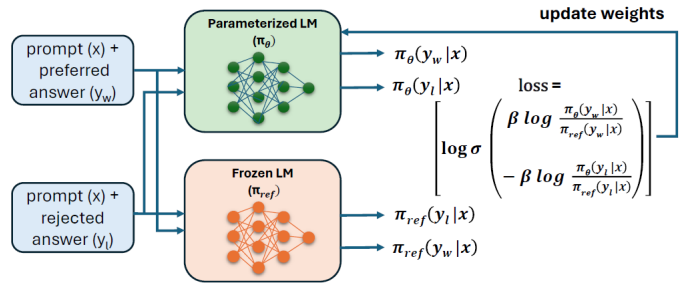 update weights
Parameterized LM
(π_θ)
prompt (x) +
preferred
answer (y_w)
π_θ(y_w|x)
π_θ(y_l|x)
loss =
[log σ (β log π_θ(y_w|x) / π_ref(y_w|x)
− β log π_θ(y_l|x) / π_ref(y_l|x))]
Frozen LM
(π_ref)
prompt (x) +
rejected
answer (y_l)
π_ref(y_l|x)
π_ref(y_w|x)